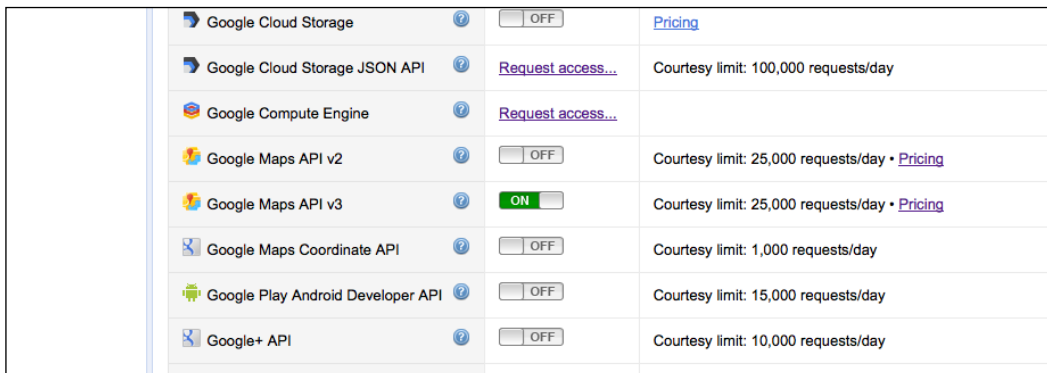 Google Cloud Storage OFF Pricing
Google Cloud Storage JSON API Request access... Courtesy limit: 100,000 requests/day
Google Compute Engine Request access...
Google Maps API v2 OFF Courtesy limit: 25,000 requests/day • Pricing
Google Maps API v3 ON Courtesy limit: 25,000 requests/day • Pricing
Google Maps Coordinate API OFF Courtesy limit: 1,000 requests/day
Google Play Android Developer API OFF Courtesy limit: 15,000 requests/day
Google+ API OFF Courtesy limit: 10,000 requests/day